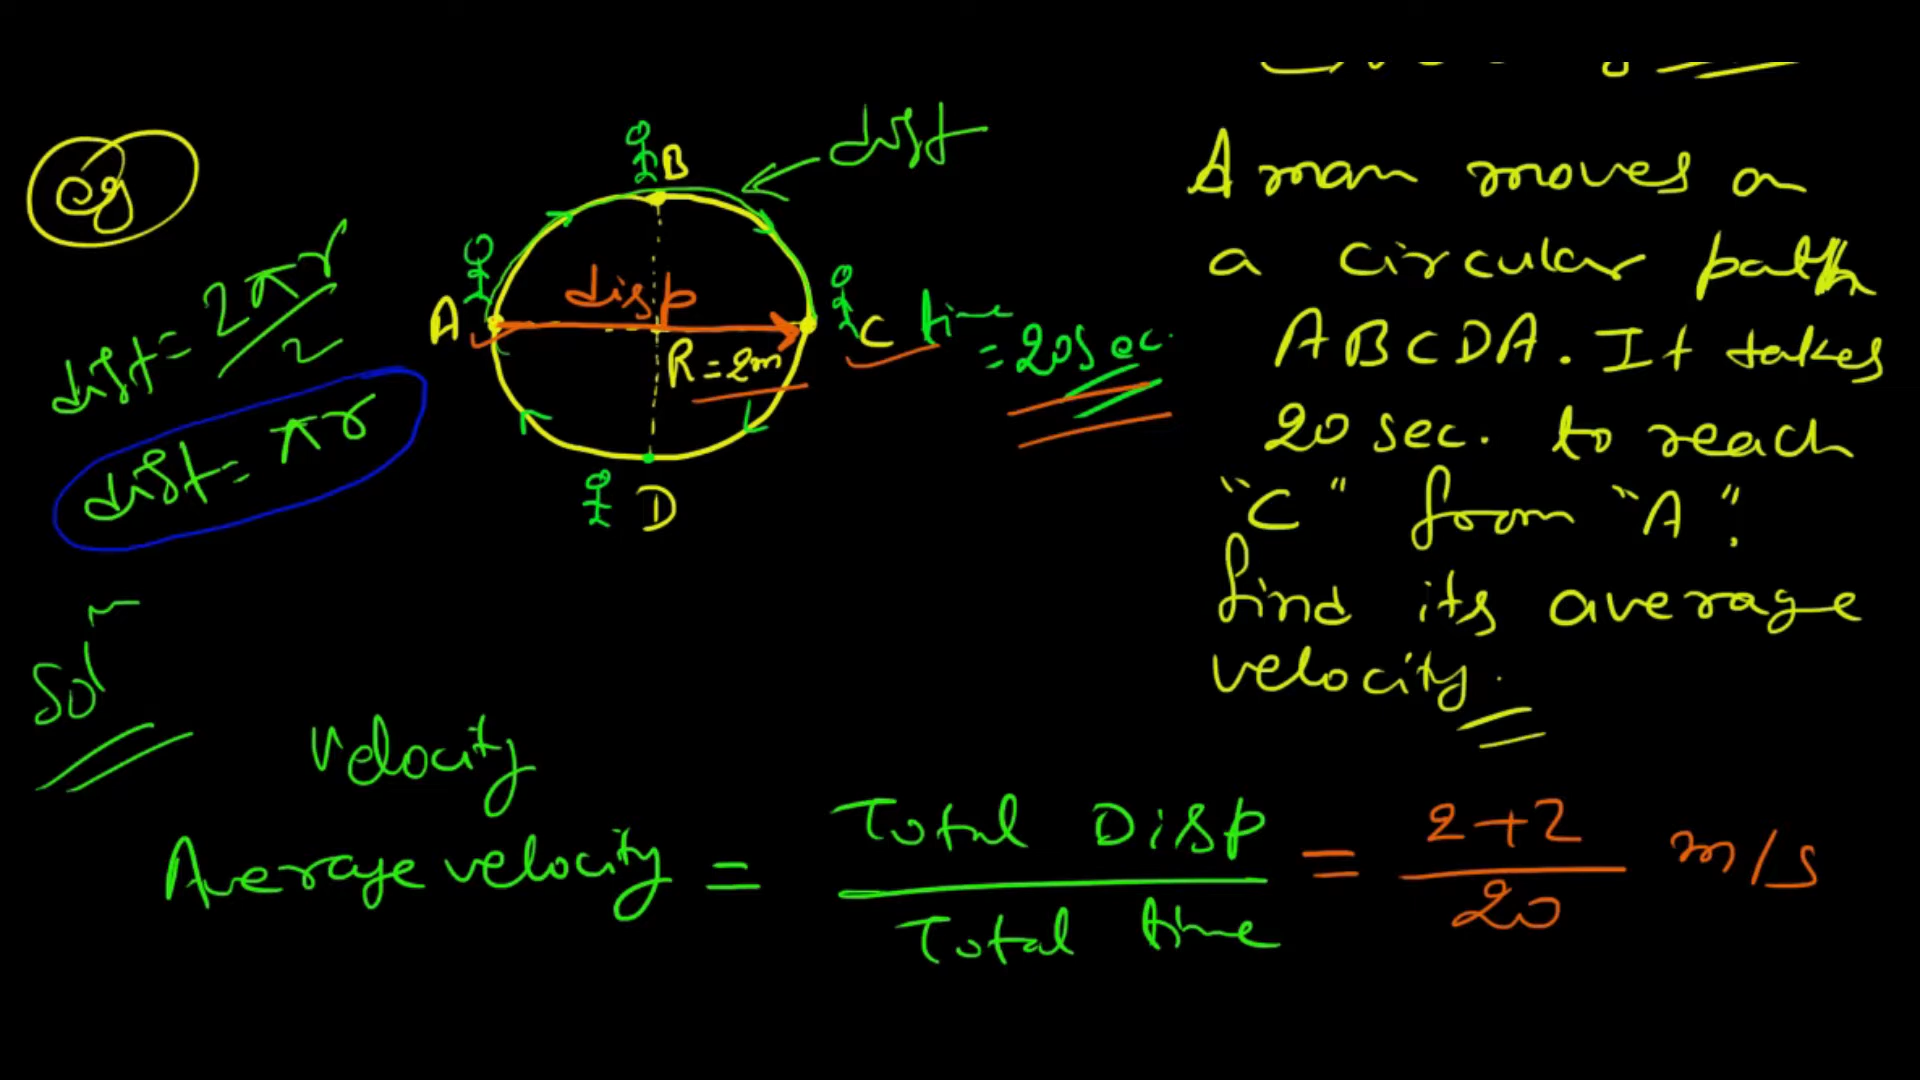 eg
dist
B
A
disp
C
time = 20 sec.
R = 2m
D
dist = 2πr/2
dist = πr
A man moves on
a circular path
ABCDA. It takes
20 sec. to reach
"C" from "A".
find its average
velocity.
Solⁿ
Velocity
Average velocity = Total Disp / Total time = 2+2 / 20 m/s